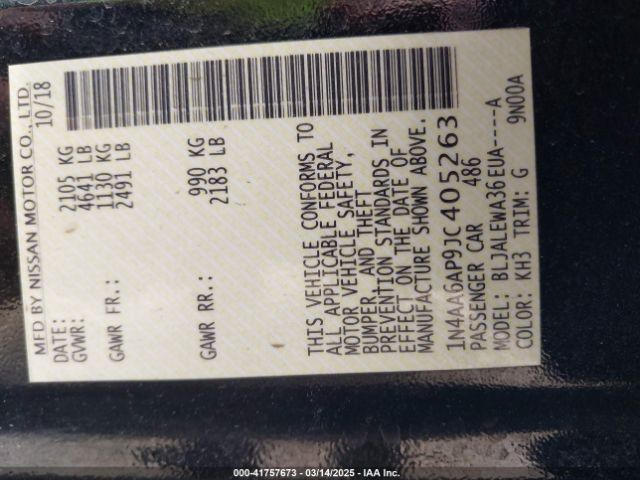 MFD BY NISSAN MOTOR CO., LTD.
DATE: 10/18
GVWR: 2105 KG
4641 LB
GAWR FR.: 1130 KG
2491 LB
GAWR RR.: 990 KG
2183 LB
THIS VEHICLE CONFORMS TO
ALL APPLICABLE FEDERAL
MOTOR VEHICLE SAFETY,
BUMPER, AND THEFT
PREVENTION STANDARDS IN
EFFECT ON THE DATE OF
MANUFACTURE SHOWN ABOVE.
1N4AA6AP9JC405263
PASSENGER CAR 486
MODEL: BLJALEWA36EUA----A
COLOR: KH3 TRIM: G 9N00A
000-41757673 - 03/14/2025 - IAA Inc.